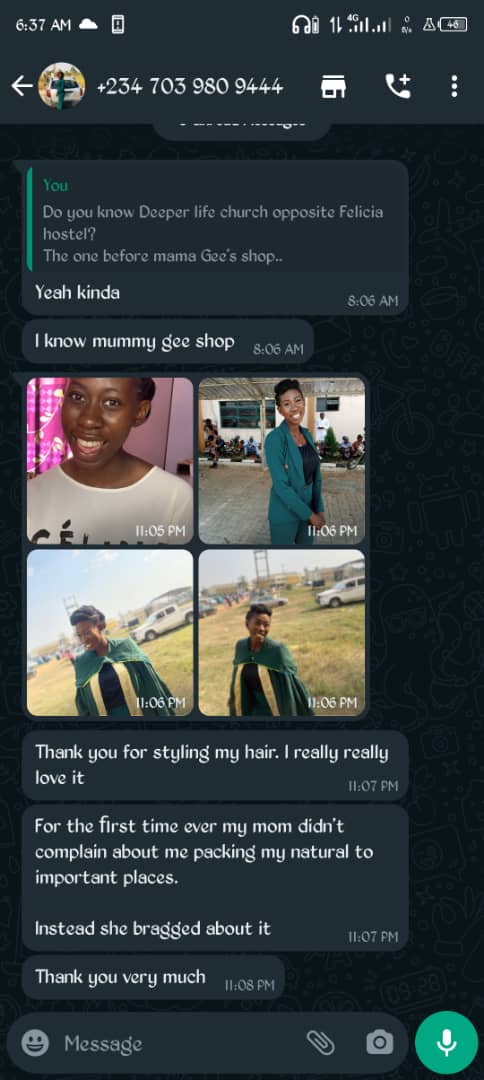 6:37 AM
4G
0
B/s
46
+234 703 980 9444
You
Do you know Deeper life church opposite Felicia
hostel?
The one before mama Gee's shop..
Yeah kinda
8:06 AM
I know mummy gee shop
8:06 AM
11:05 PM
11:06 PM
11:06 PM
11:06 PM
Thank you for styling my hair. I really really
love it
11:07 PM
For the first time ever my mom didn't
complain about me packing my natural to
important places.
Instead she bragged about it
11:07 PM
Thank you very much
11:08 PM
Message